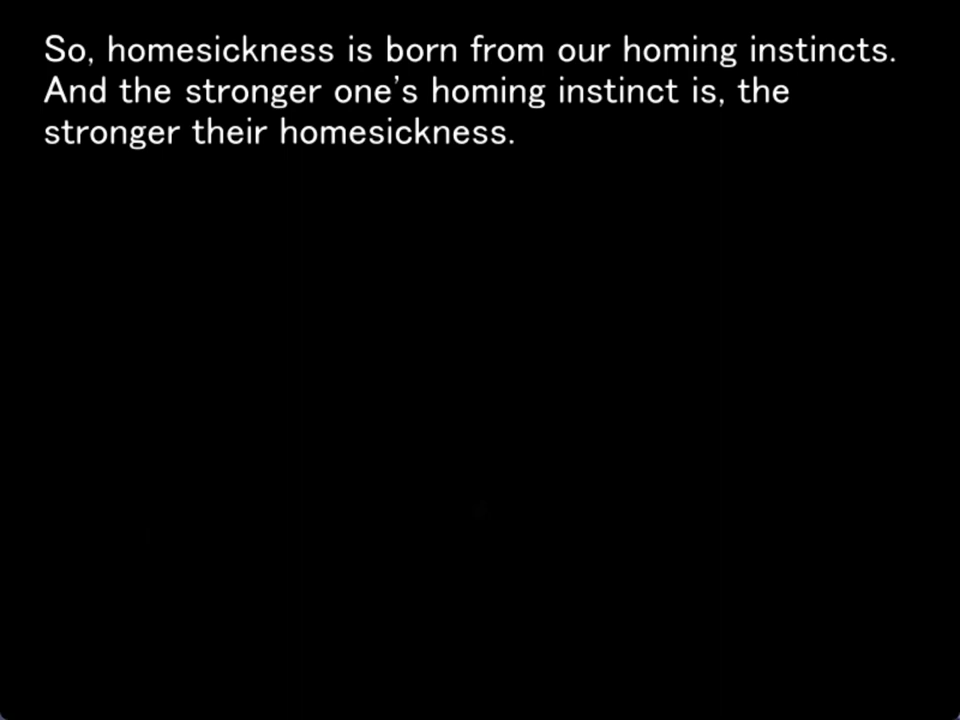 So, homesickness is born from our homing instincts.
And the stronger one's homing instinct is, the
stronger their homesickness.